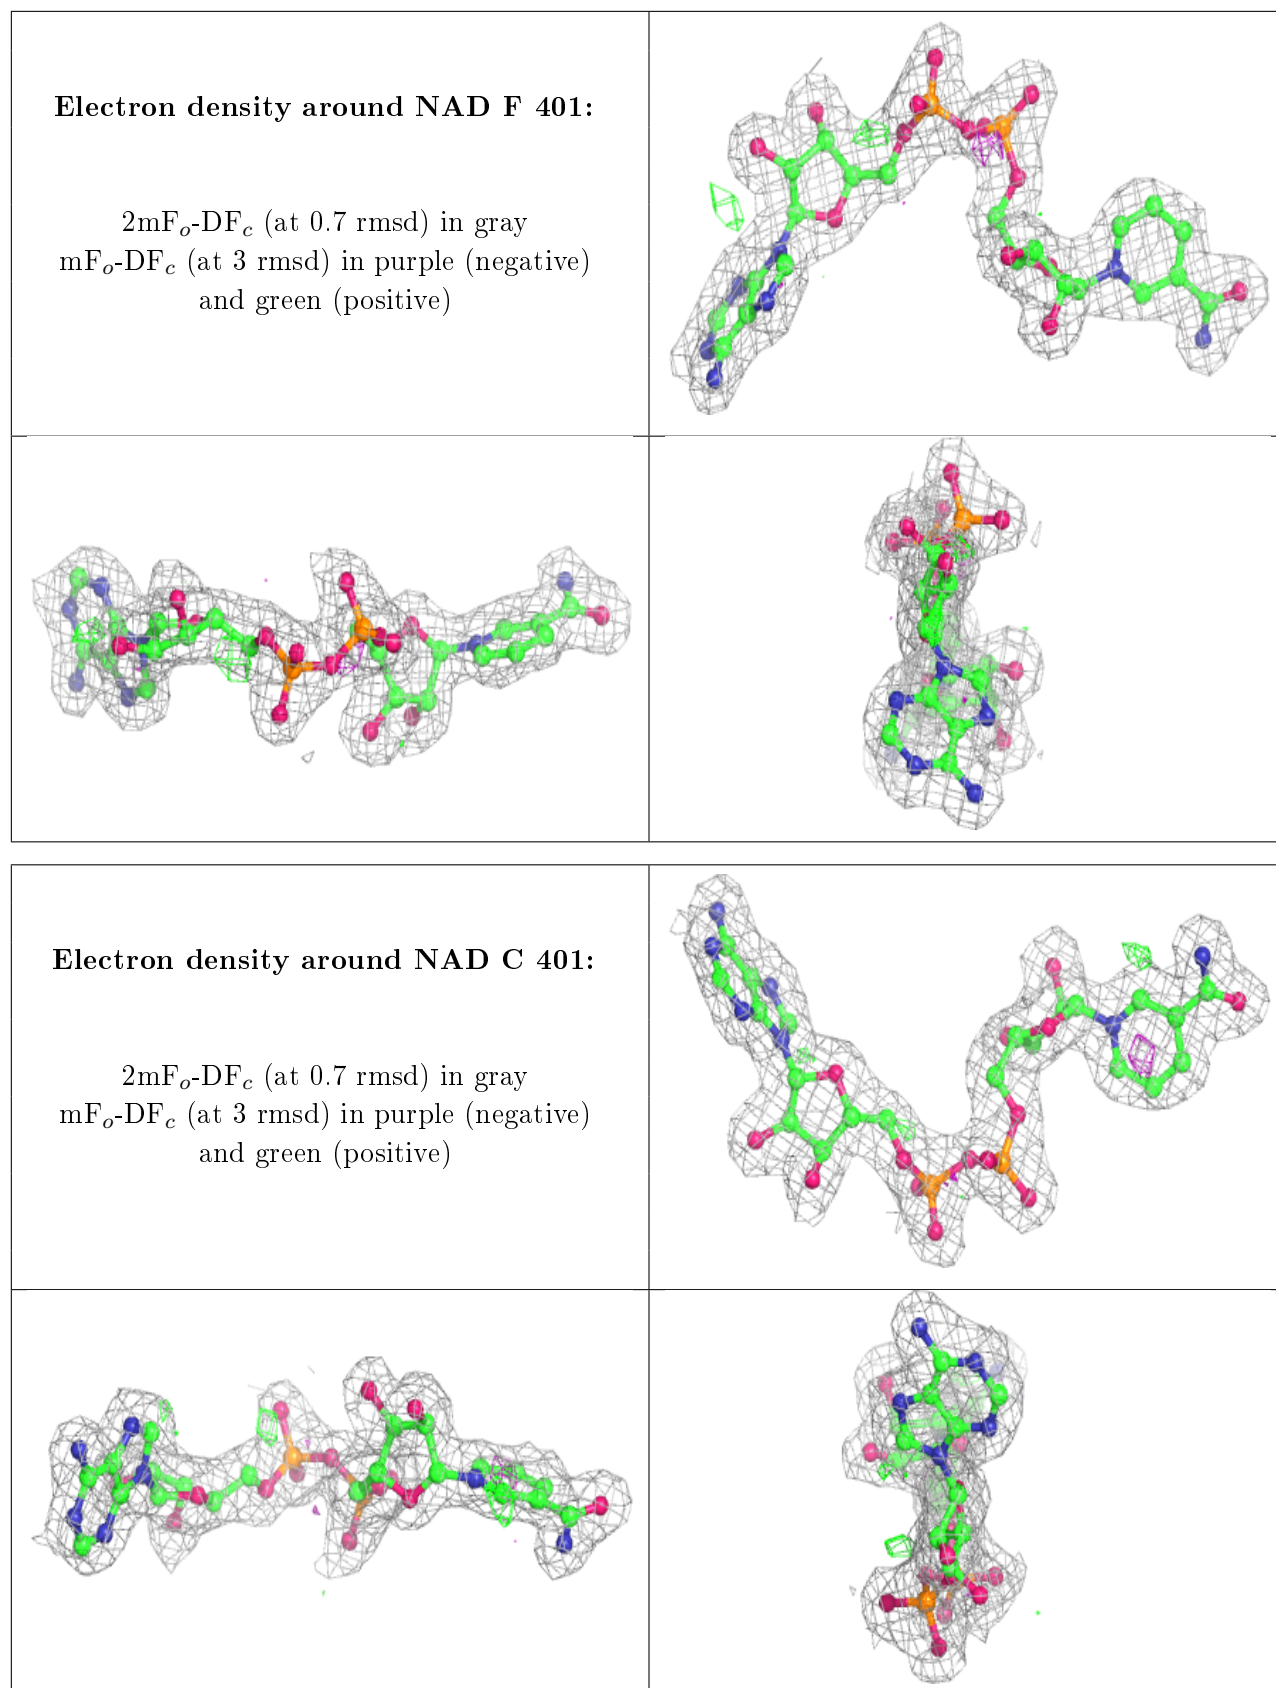 Electron density around NAD F 401:
2mFo-DFc (at 0.7 rmsd) in gray
mFo-DFc (at 3 rmsd) in purple (negative)
and green (positive)
Electron density around NAD C 401:
2mFo-DFc (at 0.7 rmsd) in gray
mFo-DFc (at 3 rmsd) in purple (negative)
and green (positive)